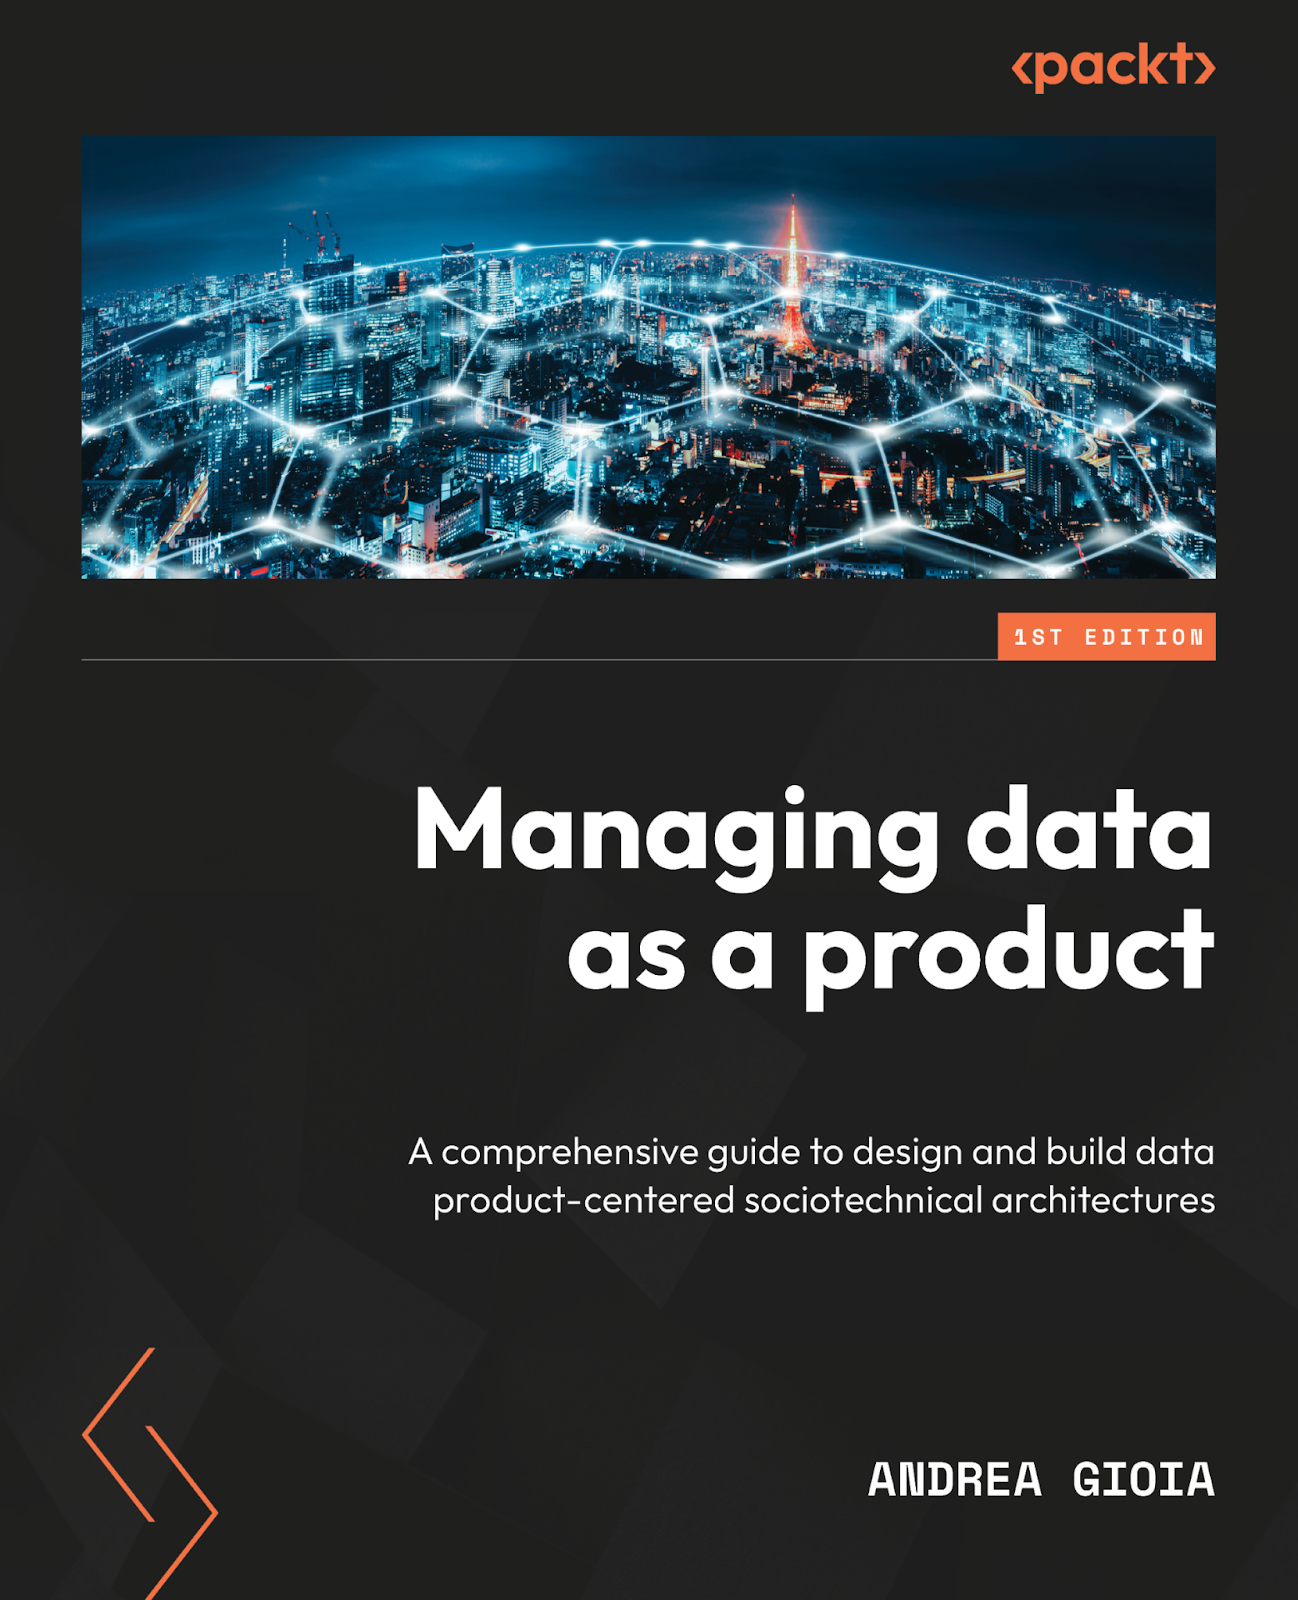 <packt>
1ST EDITION
Managing data
as a product
A comprehensive guide to design and build data
product-centered sociotechnical architectures
ANDREA GIOIA